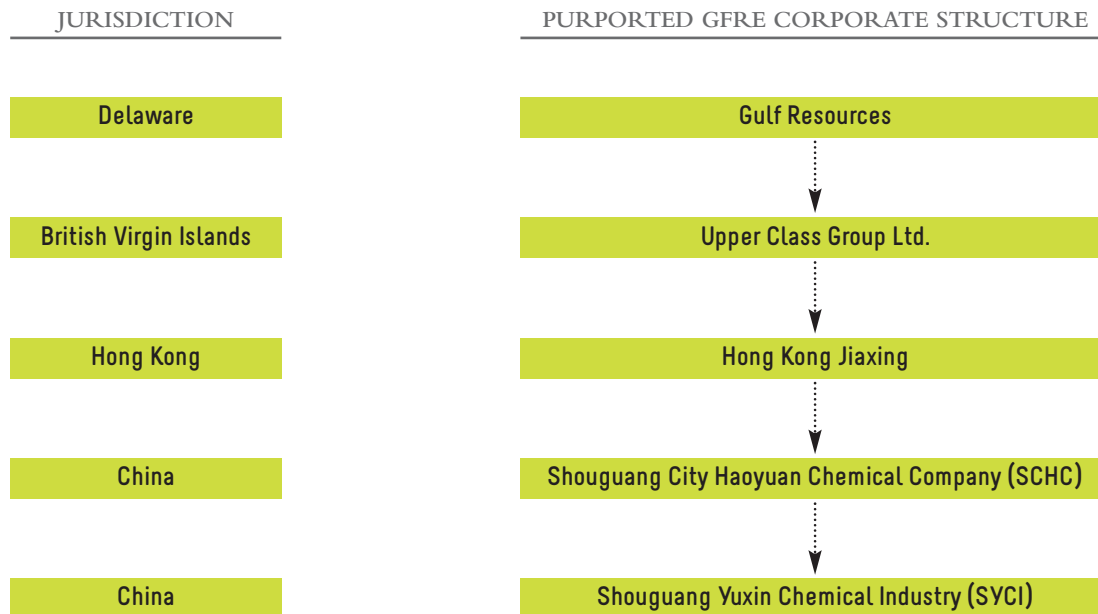 JURISDICTION PURPORTED GFRE CORPORATE STRUCTURE
Delaware Gulf Resources
British Virgin Islands Upper Class Group Ltd.
Hong Kong Hong Kong Jiaxing
China Shouguang City Haoyuan Chemical Company (SCHC)
China Shouguang Yuxin Chemical Industry (SYCI)